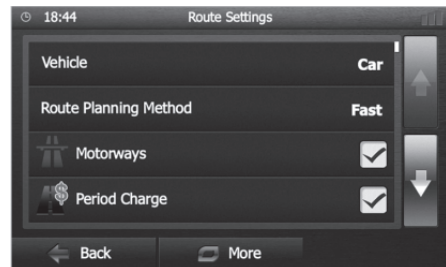 18:44 Route Settings
Vehicle Car
Route Planning Method Fast
Motorways
Period Charge
Back More